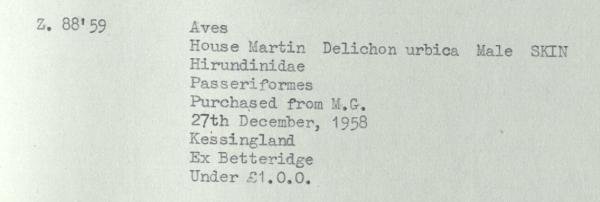 Z. 88'59 Aves
House Martin Delichon urbica Male SKIN
Hirundinidae
Passeriformes
Purchased from M.G.
27th December, 1958
Kessingland
Ex Betteridge
Under £1.0.0.